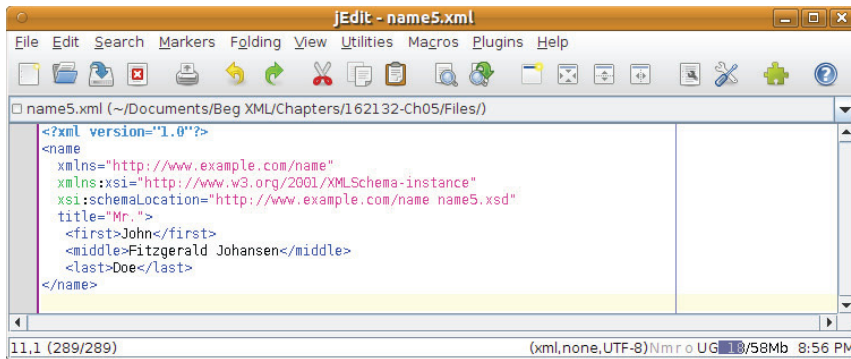 jEdit - name5.xml
File Edit Search Markers Folding View Utilities Macros Plugins Help
name5.xml (~/Documents/Beg XML/Chapters/162132-Ch05/Files/)
<?xml version="1.0"?>
<name
xmlns="http://www.example.com/name"
xmlns:xsi="http://www.w3.org/2001/XMLSchema-instance"
xsi:schemaLocation="http://www.example.com/name name5.xsd"
title="Mr.">
<first>John</first>
<middle>Fitzgerald Johansen</middle>
<last>Doe</last>
</name>
11,1 (289/289) (xml,none,UTF-8)Nmr o UG 18/58Mb 8:56 PM